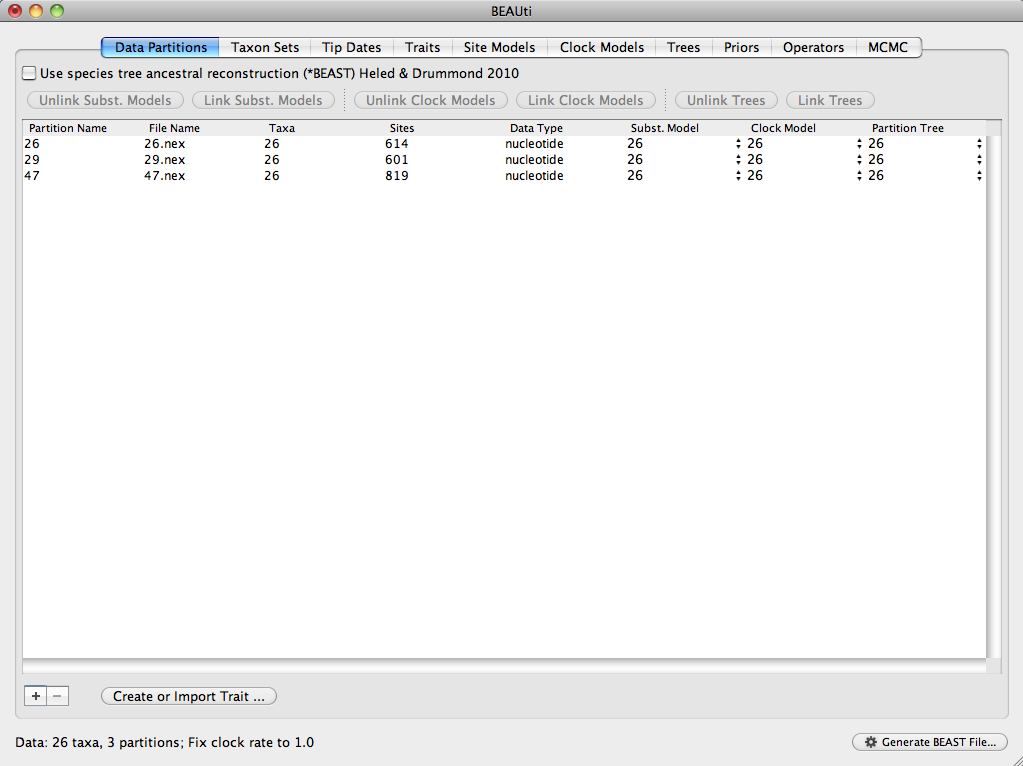 BEAUti
Data Partitions Taxon Sets Tip Dates Traits Site Models Clock Models Trees Priors Operators MCMC
Use species tree ancestral reconstruction (*BEAST) Heled & Drummond 2010
Unlink Subst. Models Link Subst. Models Unlink Clock Models Link Clock Models Unlink Trees Link Trees
Partition Name File Name Taxa Sites Data Type Subst. Model Clock Model Partition Tree
26 26.nex 26 614 nucleotide 26 26 26
29 29.nex 26 601 nucleotide 26 26 26
47 47.nex 26 819 nucleotide 26 26 26
+ − Create or Import Trait ...
Data: 26 taxa, 3 partitions; Fix clock rate to 1.0 Generate BEAST File...